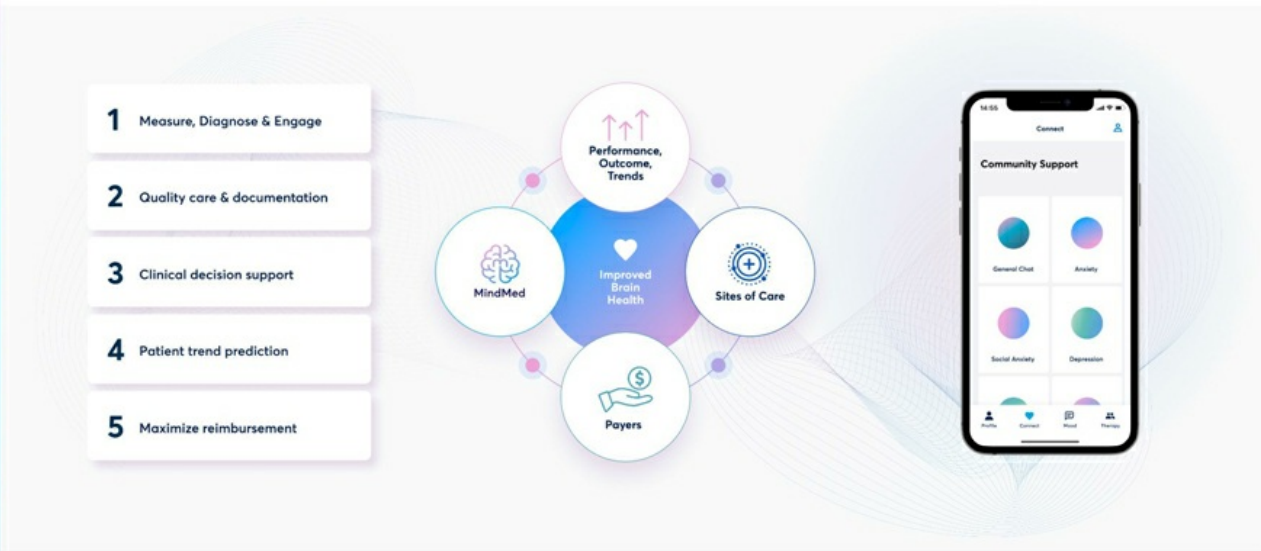 1 Measure, Diagnose & Engage
2 Quality care & documentation
3 Clinical decision support
4 Patient trend prediction
5 Maximize reimbursement
Performance,
Outcome,
Trends
MindMed
Improved
Brain
Health
Sites of Care
Payers
14:55
Connect
Community Support
General Chat
Anxiety
Social Anxiety
Depression
Profile
Connect
Mood
Therapy